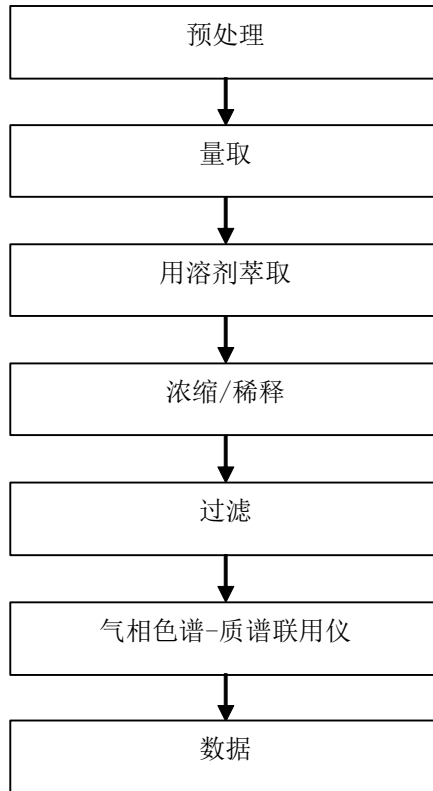 预处理
量取
用溶剂萃取
浓缩/稀释
过滤
气相色谱-质谱联用仪
数据